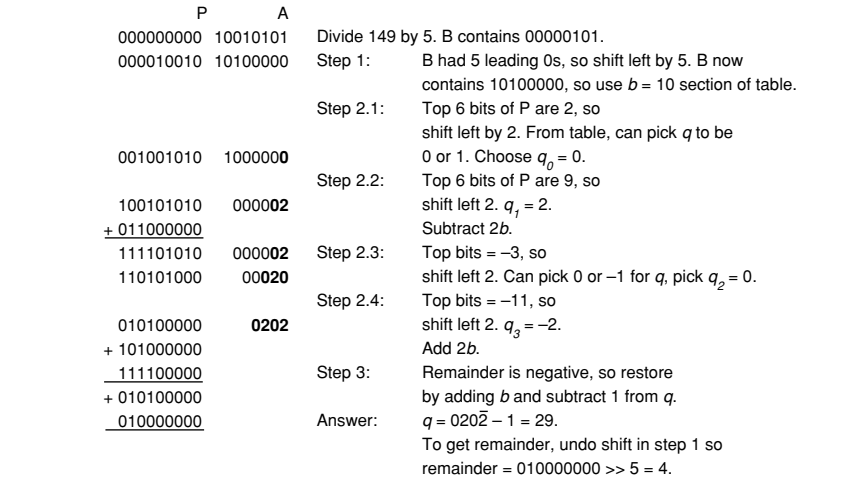 P A
000000000 10010101 Divide 149 by 5. B contains 00000101.
000010010 10100000 Step 1: B had 5 leading 0s, so shift left by 5. B now
contains 10100000, so use b = 10 section of table.
Step 2.1: Top 6 bits of P are 2, so
shift left by 2. From table, can pick q to be
001001010 1000000 0 or 1. Choose q₀ = 0.
Step 2.2: Top 6 bits of P are 9, so
100101010 000002 shift left 2. q₁ = 2.
+ 011000000 Subtract 2b.
111101010 000002 Step 2.3: Top bits = –3, so
110101000 00020 shift left 2. Can pick 0 or –1 for q, pick q₂ = 0.
Step 2.4: Top bits = –11, so
010100000 0202 shift left 2. q₃ = –2.
+ 101000000 Add 2b.
111100000 Step 3: Remainder is negative, so restore
+ 010100000 by adding b and subtract 1 from q.
010000000 Answer: q = 0202̅ – 1 = 29.
To get remainder, undo shift in step 1 so
remainder = 010000000 >> 5 = 4.